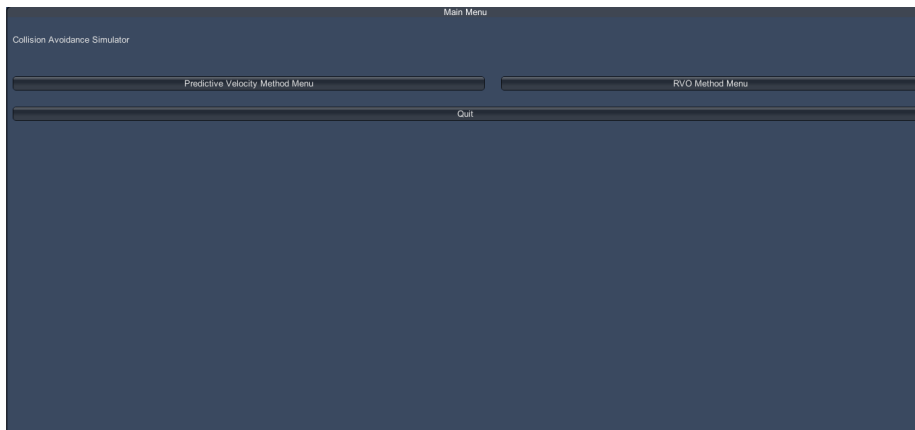 Main Menu
Collision Avoidance Simulator
Predictive Velocity Method Menu RVO Method Menu
Quit